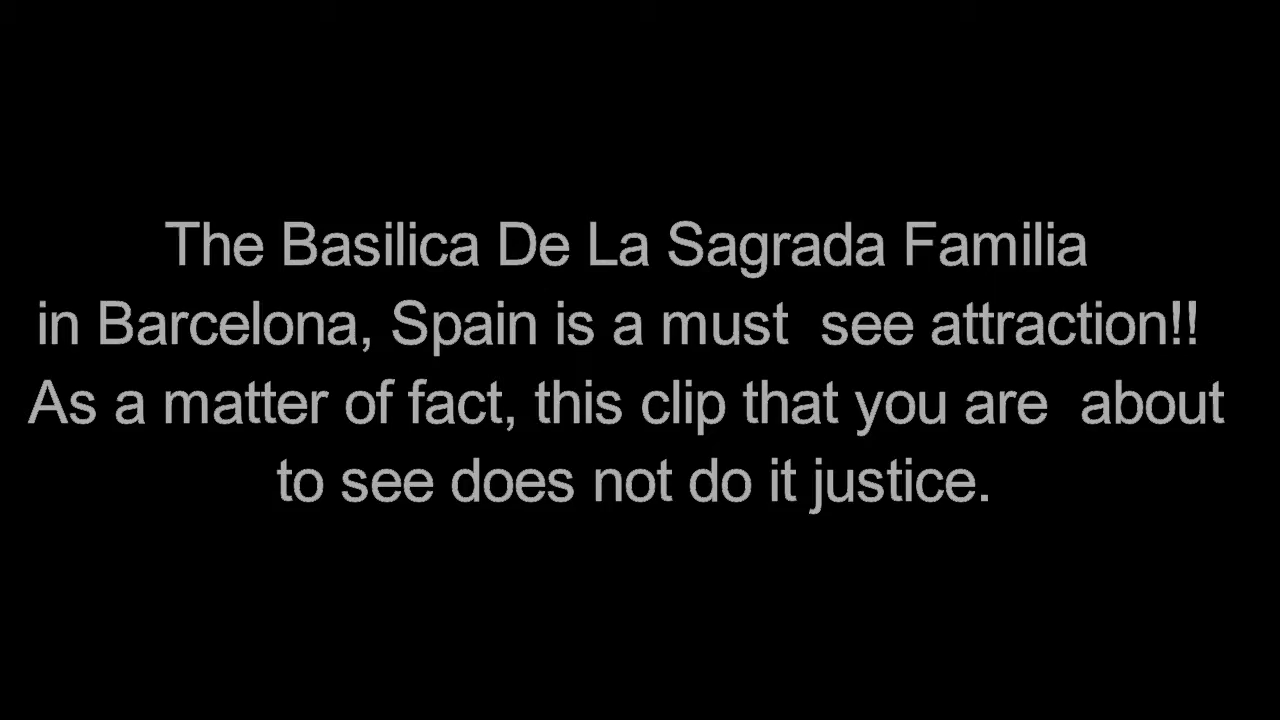 The Basilica De La Sagrada Familia
in Barcelona, Spain is a must  see attraction!!
As a matter of fact, this clip that you are  about
to see does not do it justice.